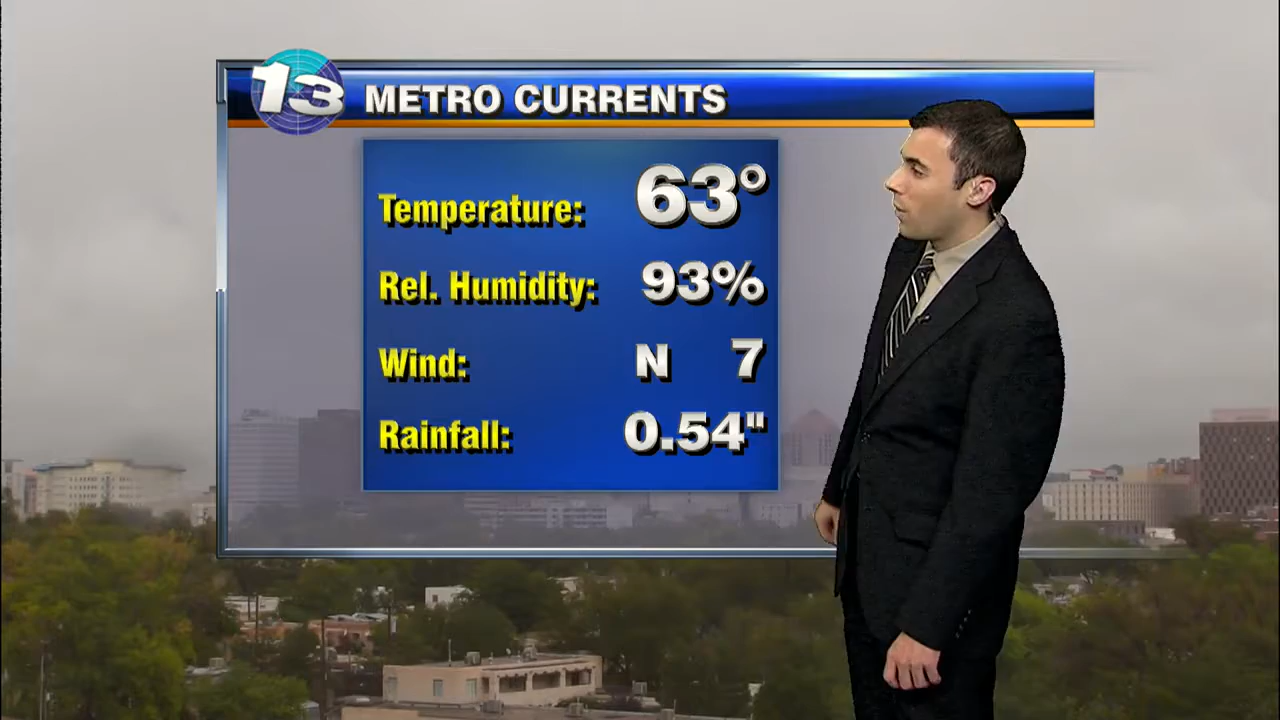 13 METRO CURRENTS
Temperature: 63°
Rel. Humidity: 93%
Wind: N 7
Rainfall: 0.54"